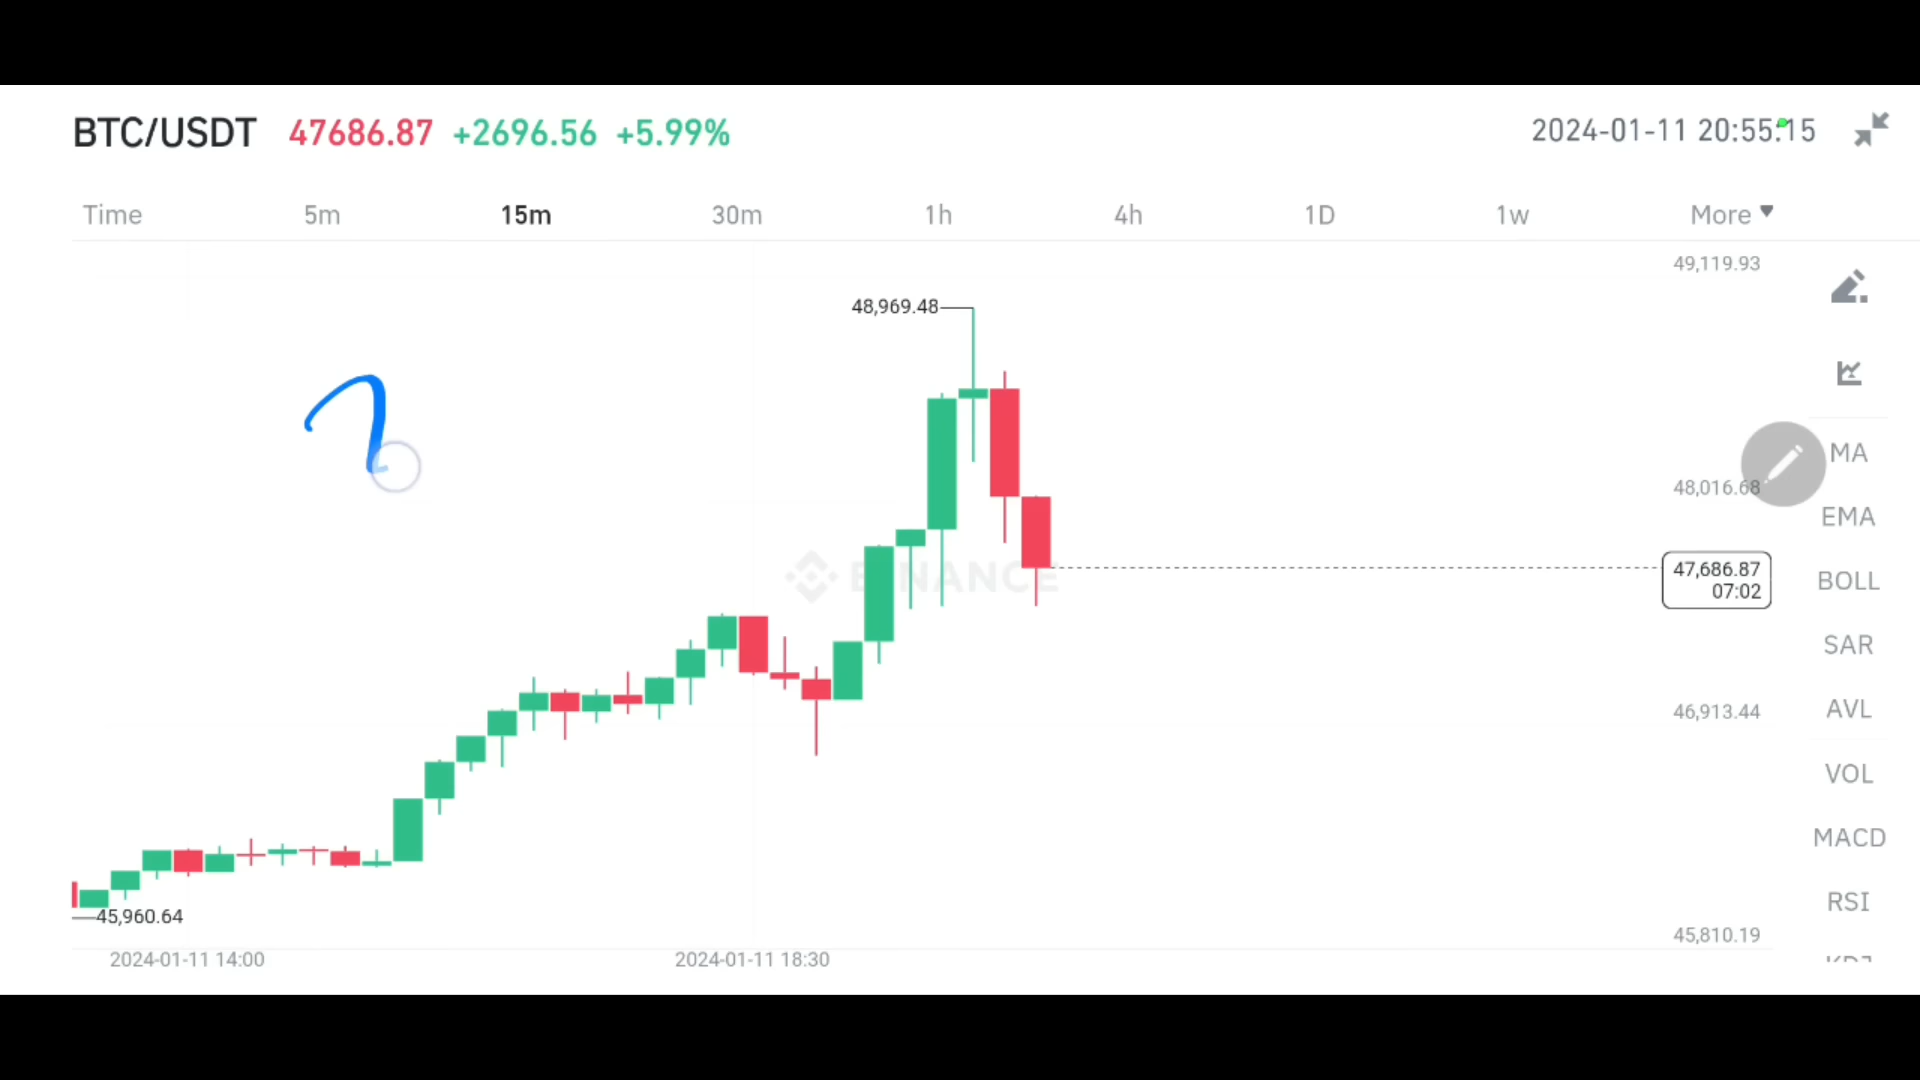 BTC/USDT 47686.87 +2696.56 +5.99% 2024-01-11 20:55:15
Time 5m 15m 30m 1h 4h 1D 1w More
49,119.93
48,969.48
MA
48,016.68
EMA
BINANCE
47,686.87
07:02
BOLL
SAR
46,913.44
AVL
VOL
MACD
RSI
45,960.64
45,810.19
2024-01-11 14:00 2024-01-11 18:30